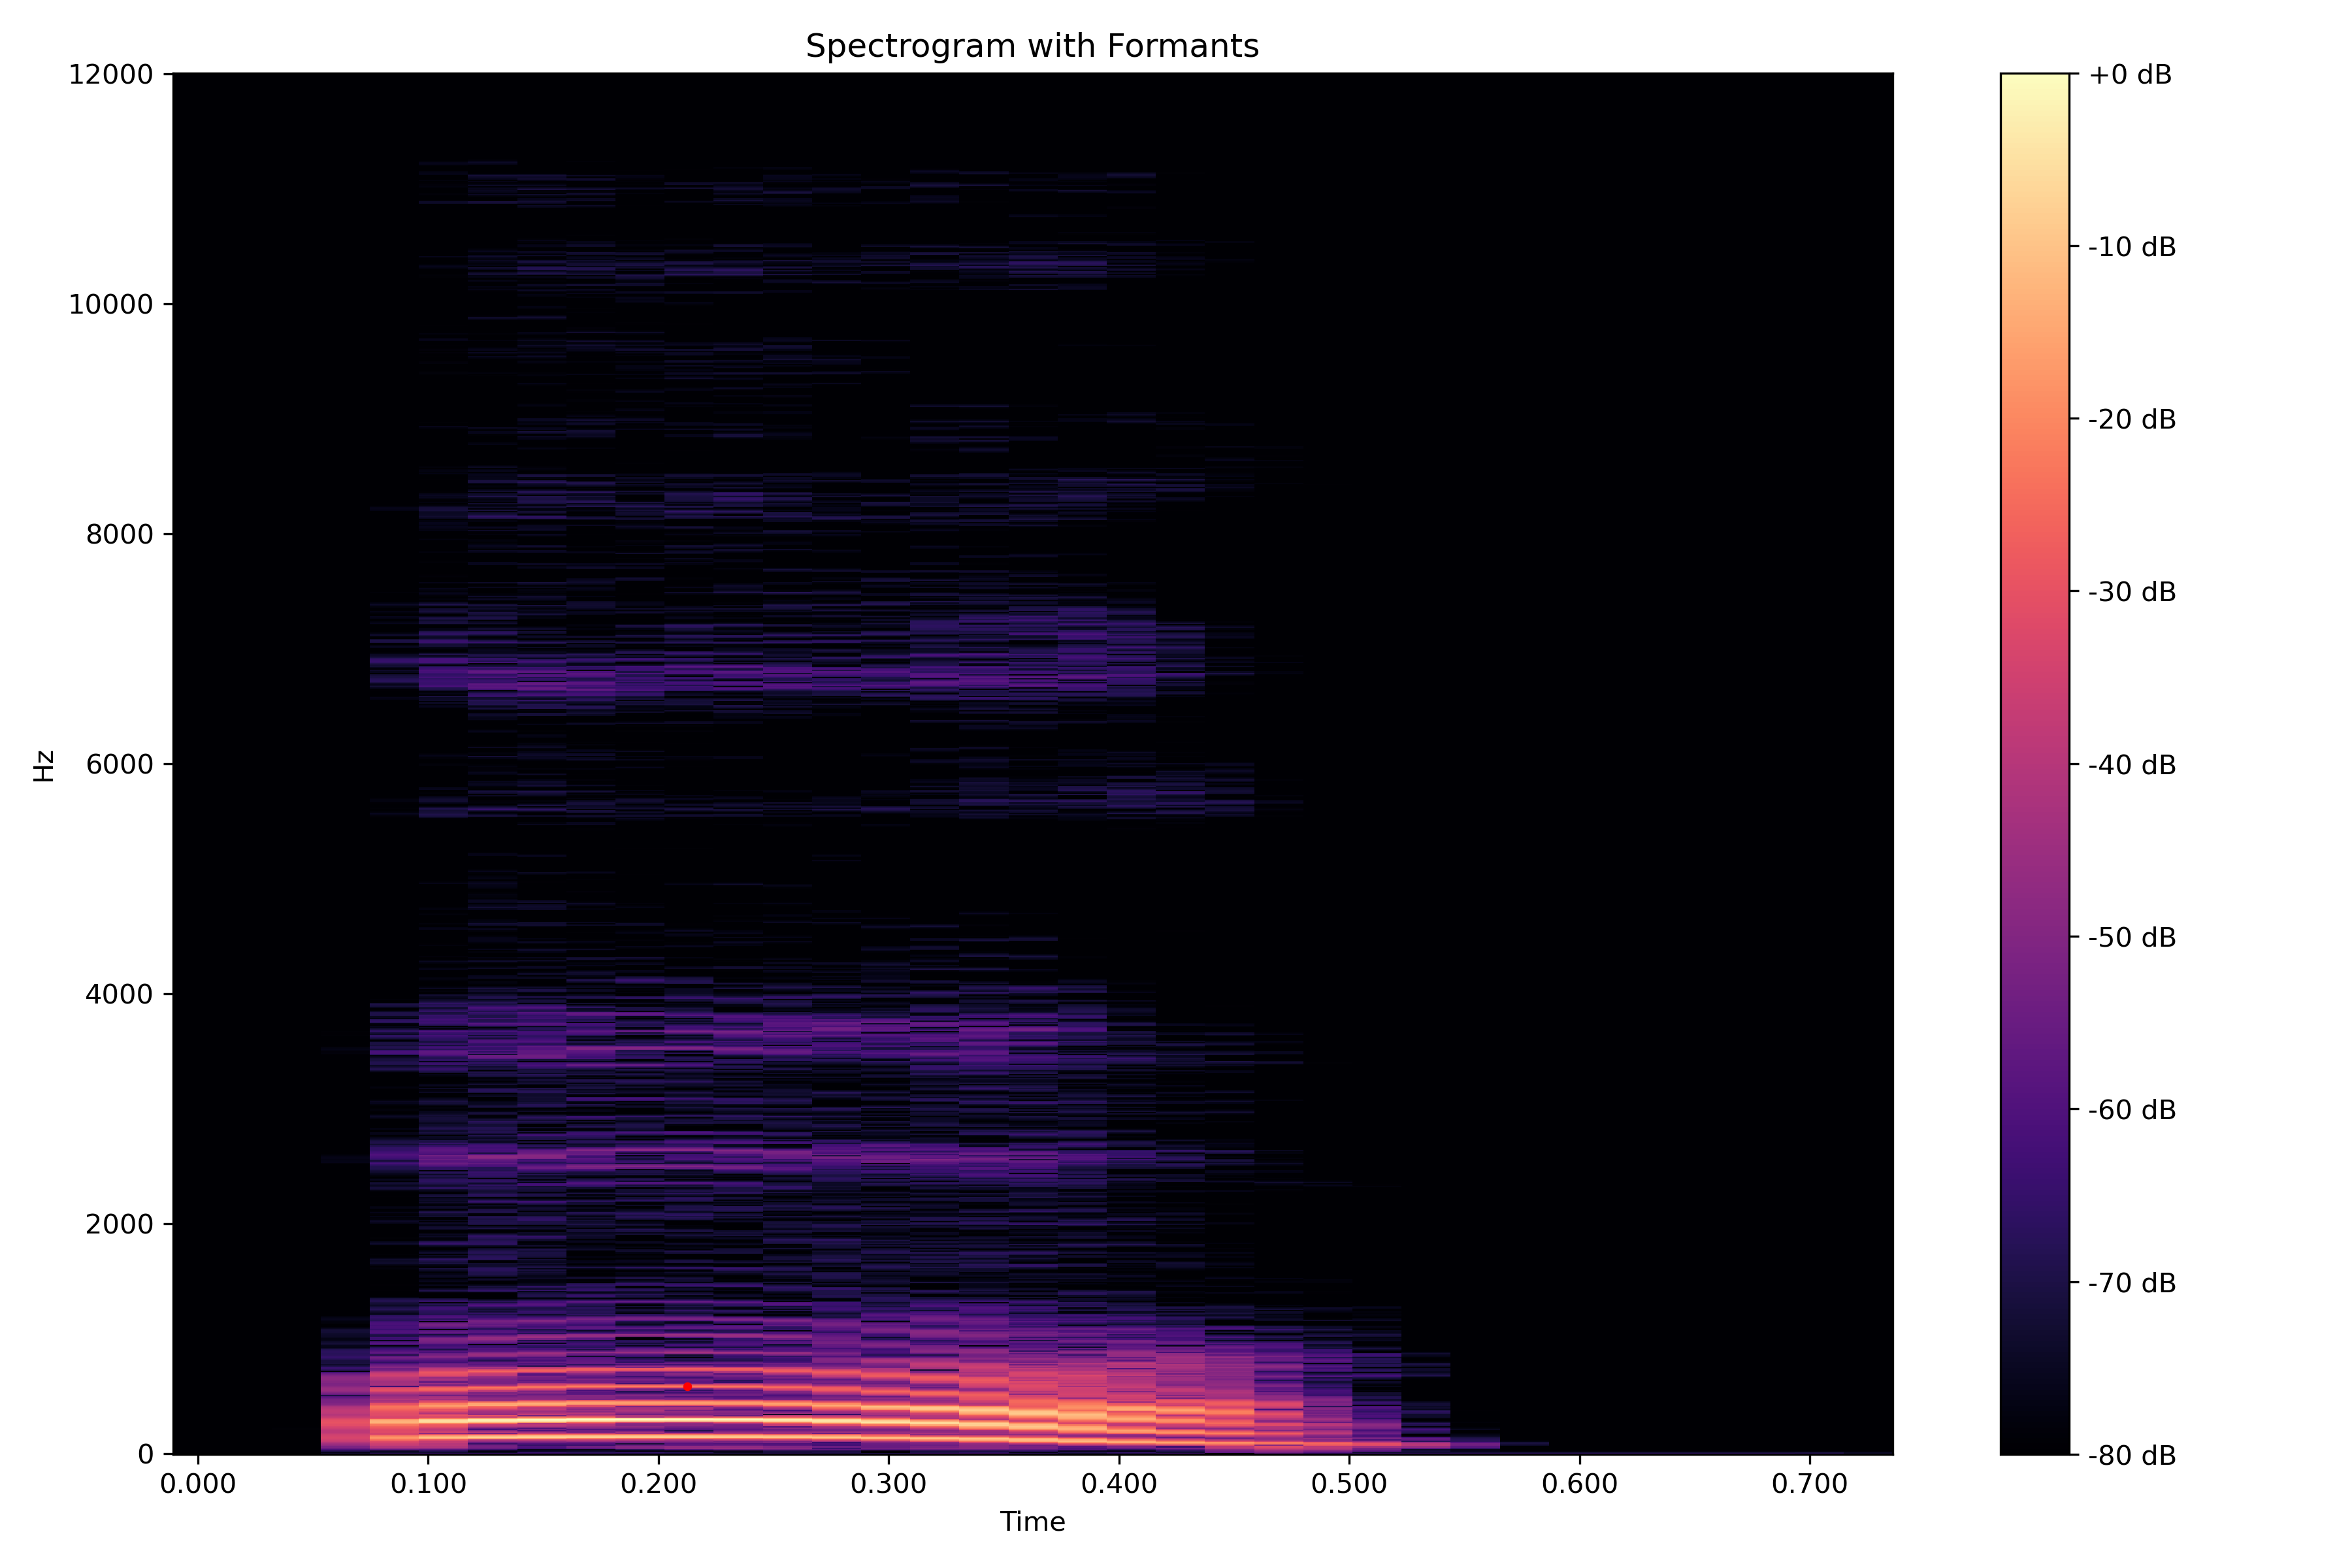 Spectrogram with Formants
12000
10000
8000
6000
4000
2000
0
Hz
0.000
0.100
0.200
0.300
0.400
0.500
0.600
0.700
Time
+0 dB
-10 dB
-20 dB
-30 dB
-40 dB
-50 dB
-60 dB
-70 dB
-80 dB